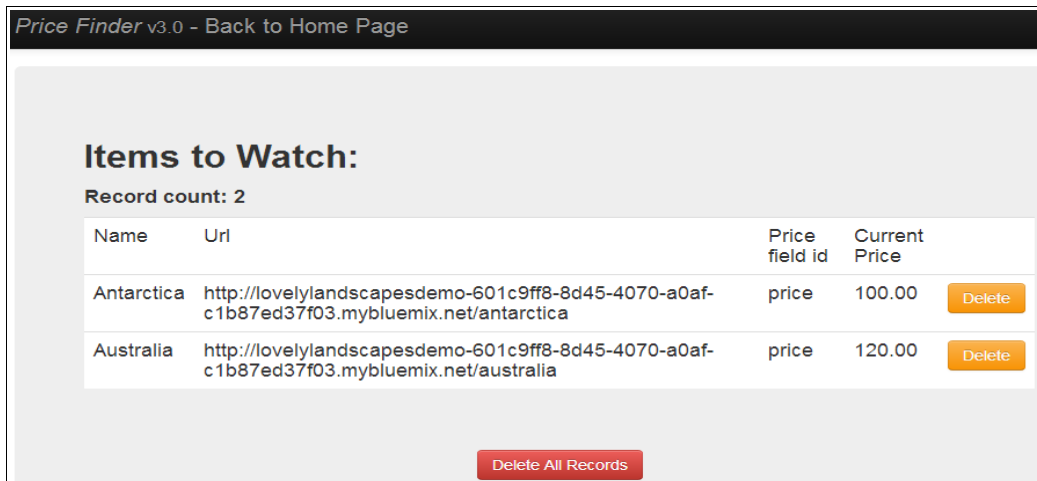 Price Finder v3.0 - Back to Home Page
Items to Watch:
Record count: 2
Name Url Price field id Current Price
Antarctica http://lovelylandscapesdemo-601c9ff8-8d45-4070-a0af-c1b87ed37f03.mybluemix.net/antarctica price 100.00 Delete
Australia http://lovelylandscapesdemo-601c9ff8-8d45-4070-a0af-c1b87ed37f03.mybluemix.net/australia price 120.00 Delete
Delete All Records